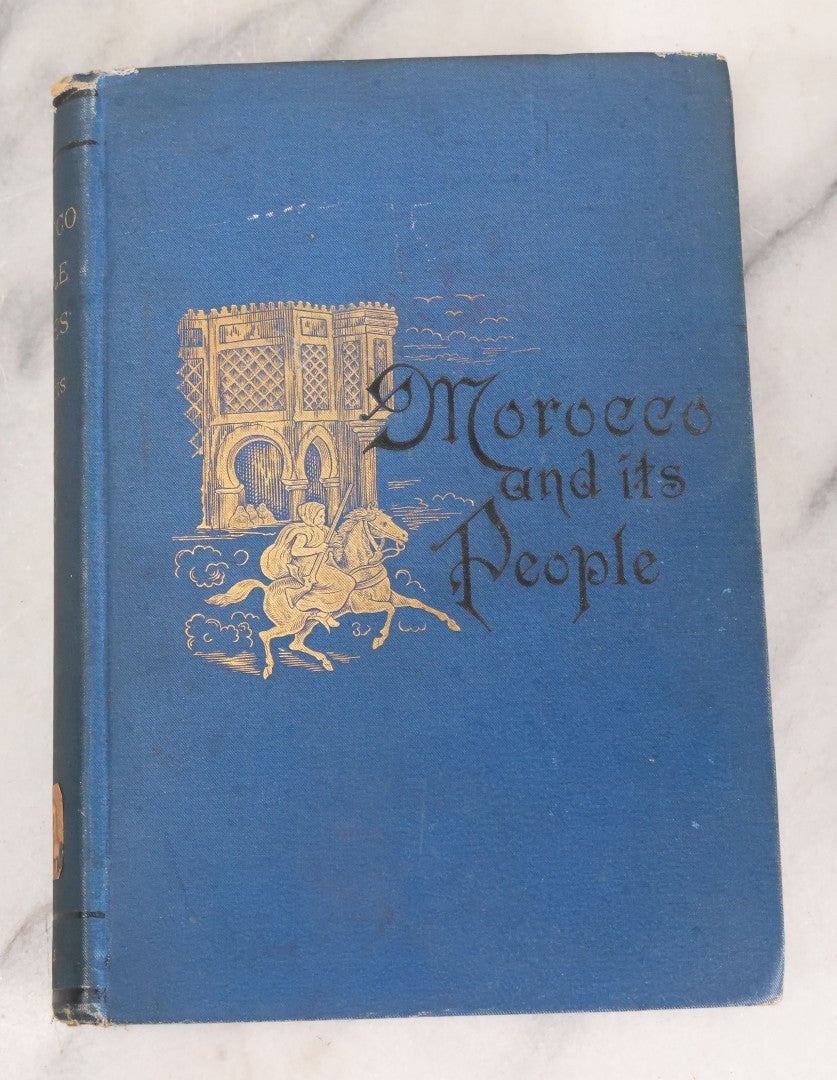 Morocco
and its
People